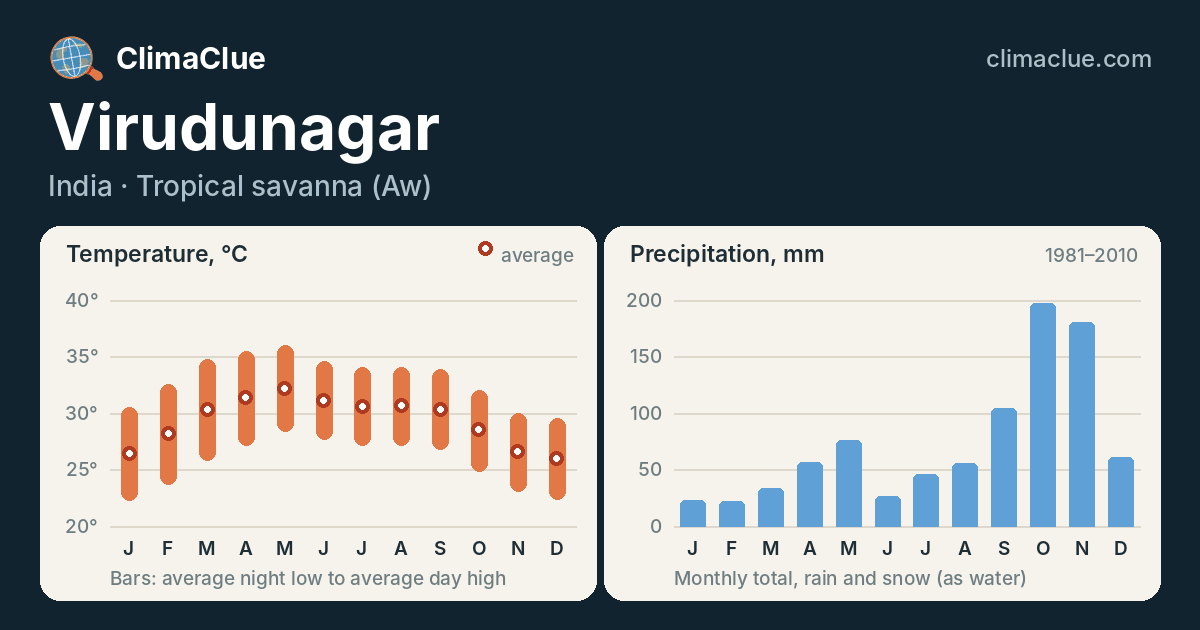 ClimaClue
climaclue.com
Virudunagar
India · Tropical savanna (Aw)
Temperature, °C
average
40°
35°
30°
25°
20°
J F M A M J J A S O N D
Bars: average night low to average day high
Precipitation, mm
1981–2010
200
150
100
50
0
J F M A M J J A S O N D
Monthly total, rain and snow (as water)